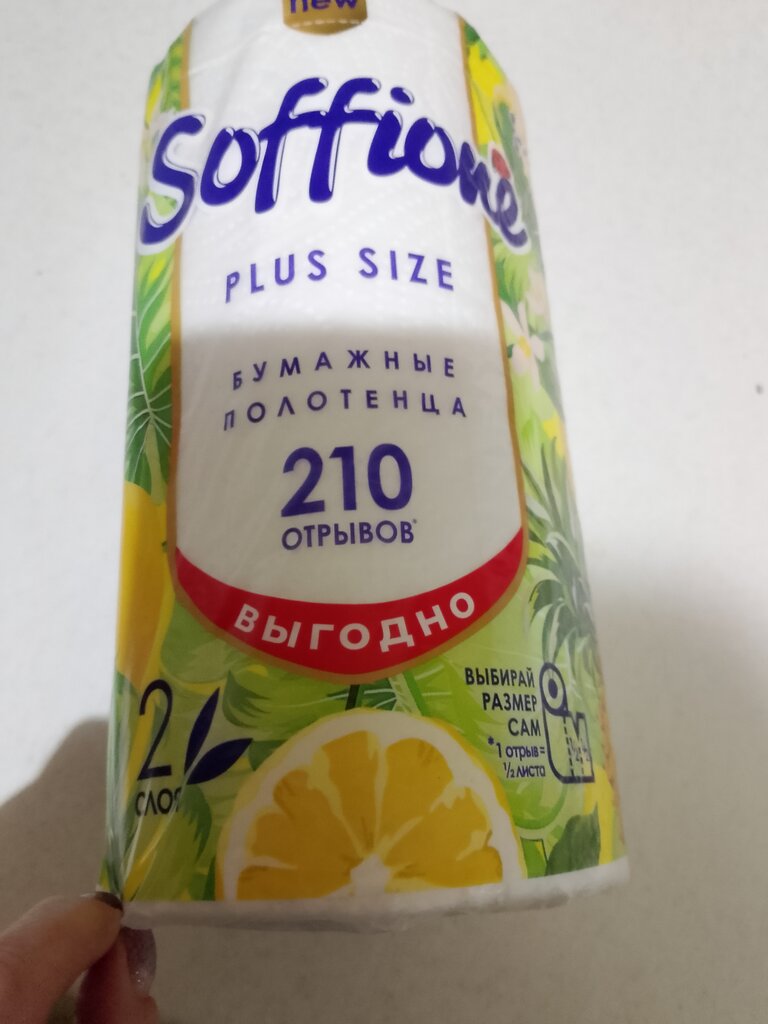 new
Soffione
PLUS SIZE
БУМАЖНЫЕ
ПОЛОТЕНЦА
210
ОТРЫВОВ*
ВЫГОДНО
ВЫБИРАЙ
РАЗМЕР
САМ
*1 отрыв=
½ листа
2
СЛОЯ